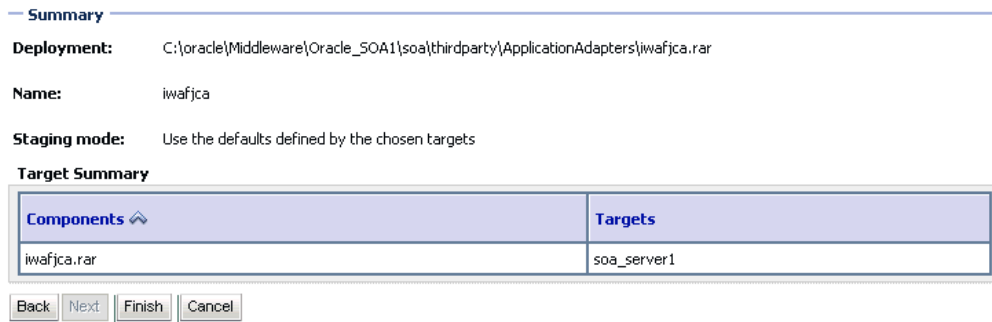 Summary
Deployment: C:\oracle\Middleware\Oracle_SOA1\soa\thirdparty\ApplicationAdapters\iwafjca.rar
Name: iwafjca
Staging mode: Use the defaults defined by the chosen targets
Target Summary
Components Targets
iwafjca.rar soa_server1
Back Next Finish Cancel